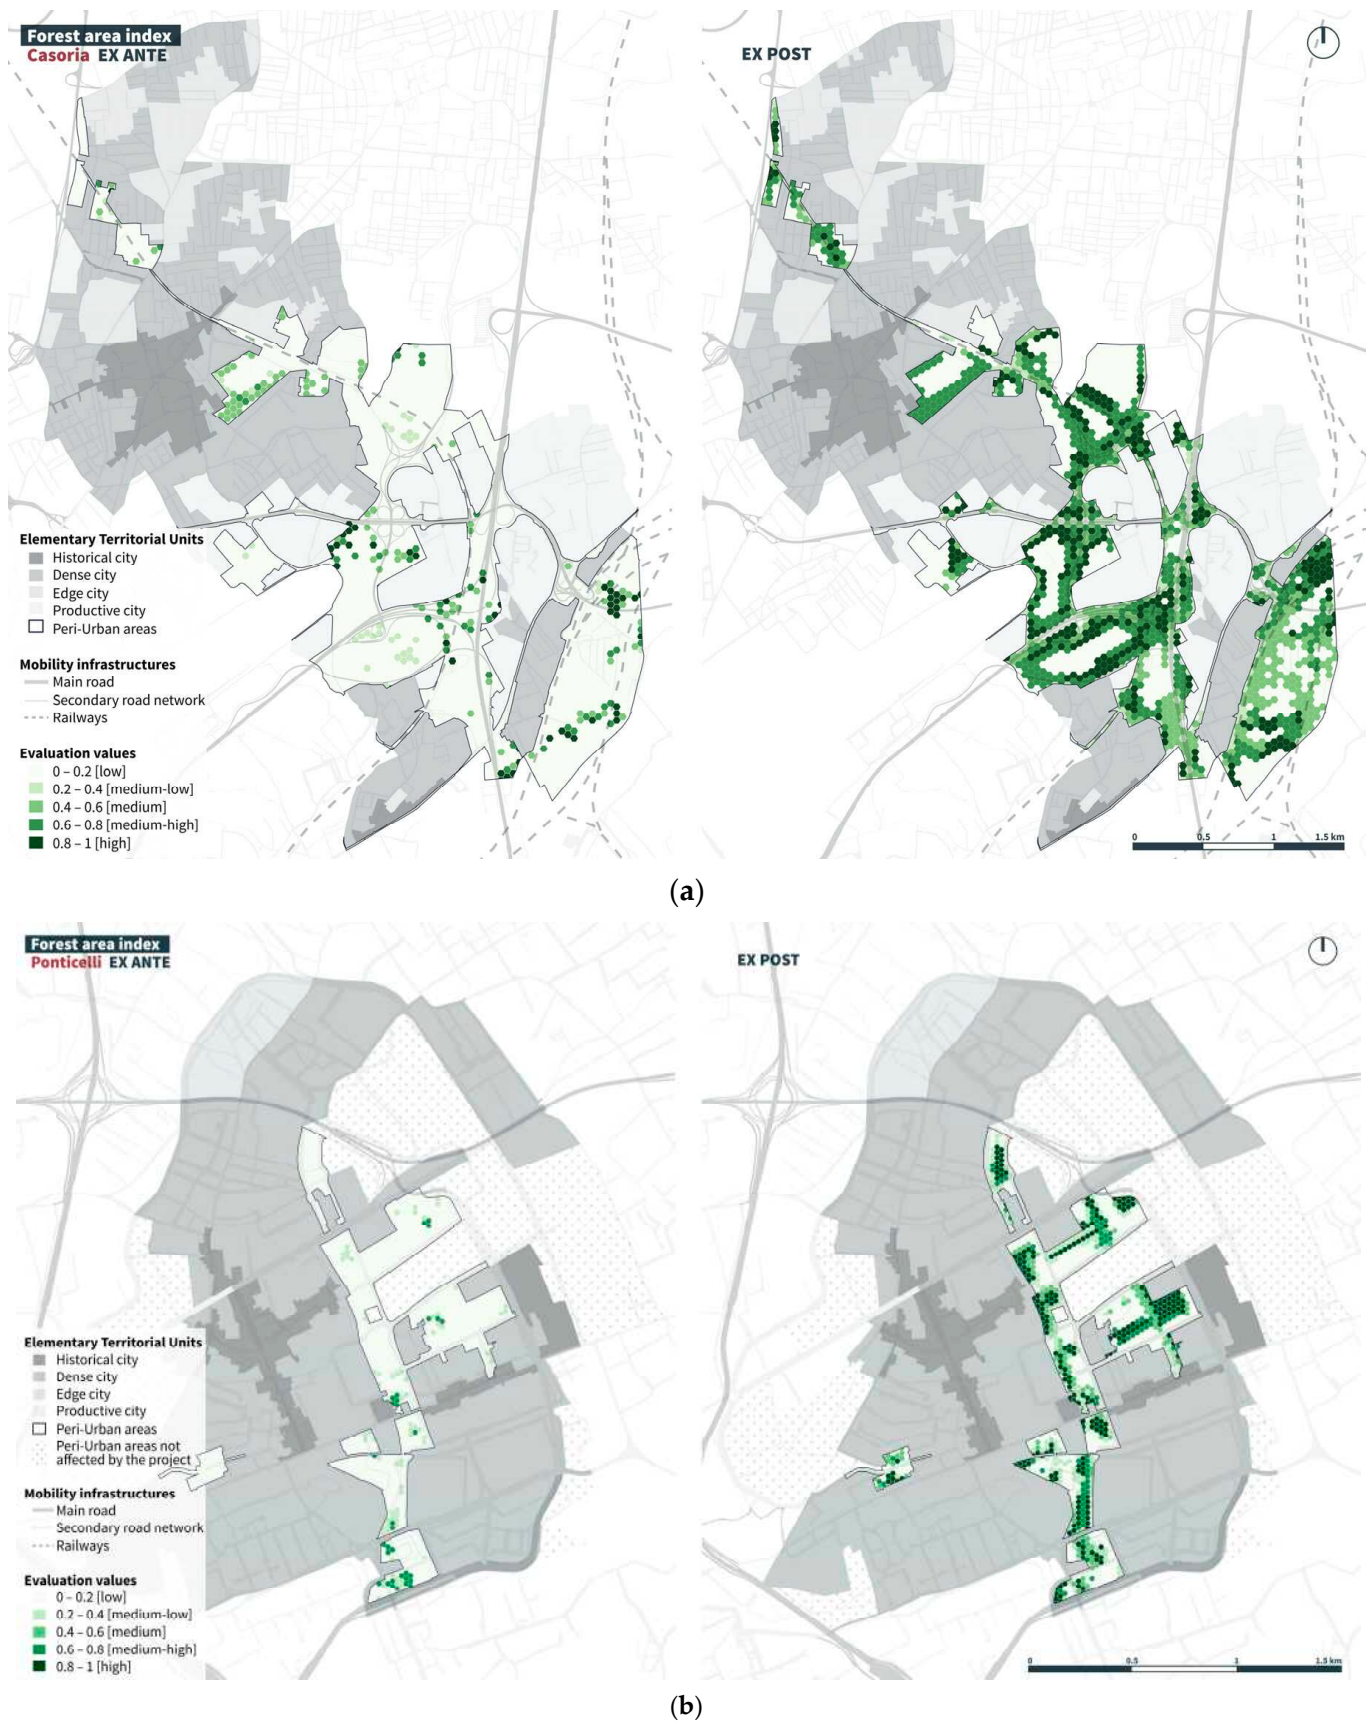 Forest area index
Casoria EX ANTE
EX POST
Elementary Territorial Units
Historical city
Dense city
Edge city
Productive city
Peri-Urban areas
Mobility infrastructures
Main road
Secondary road network
Railways
Evaluation values
0 – 0.2 [low]
0.2 – 0.4 [medium-low]
0.4 – 0.6 [medium]
0.6 – 0.8 [medium-high]
0.8 – 1 [high]
0 0.5 1 1.5 km
(a)
Forest area index
Ponticelli EX ANTE
EX POST
Elementary Territorial Units
Historical city
Dense city
Edge city
Productive city
Peri-Urban areas
Peri-Urban areas not
affected by the project
Mobility infrastructures
Main road
Secondary road network
Railways
Evaluation values
0 – 0.2 [low]
0.2 – 0.4 [medium-low]
0.4 – 0.6 [medium]
0.6 – 0.8 [medium-high]
0.8 – 1 [high]
0 0.5 1 1.5 km
(b)